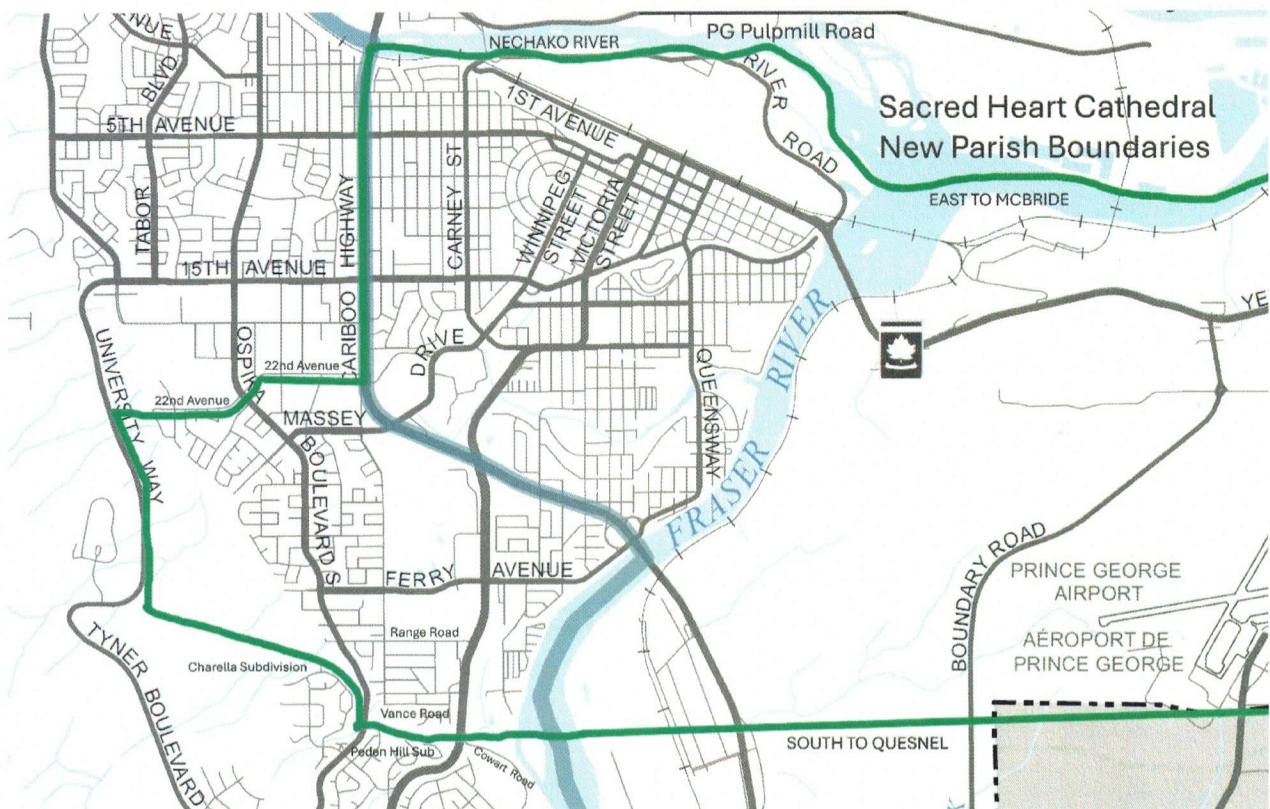 NUE
BLVD
NECHAKO RIVER
PG Pulpmill Road
RIVER
ROAD
Sacred Heart Cathedral
New Parish Boundaries
1ST AVENUE
5TH AVENUE
EAST TO MCBRIDE
TABOR
HIGHWAY
CARNEY ST
WINNIPEG
STREET
VICTORIA
STREET
15TH AVENUE
YE
CARIBOO
UNIVERSITY WAY
OSPIKA
22nd Avenue
22nd Avenue
DRIVE
MASSEY
QUEENSWAY
FRASER RIVER
BOULEVARD S
FERRY AVENUE
BOUNDARY ROAD
PRINCE GEORGE
AIRPORT
AÉROPORT DE
PRINCE GEORGE
Range Road
Charella Subdivision
TYNER BOULEVARD
Vance Road
Peden Hill Sub
Cowart Road
SOUTH TO QUESNEL